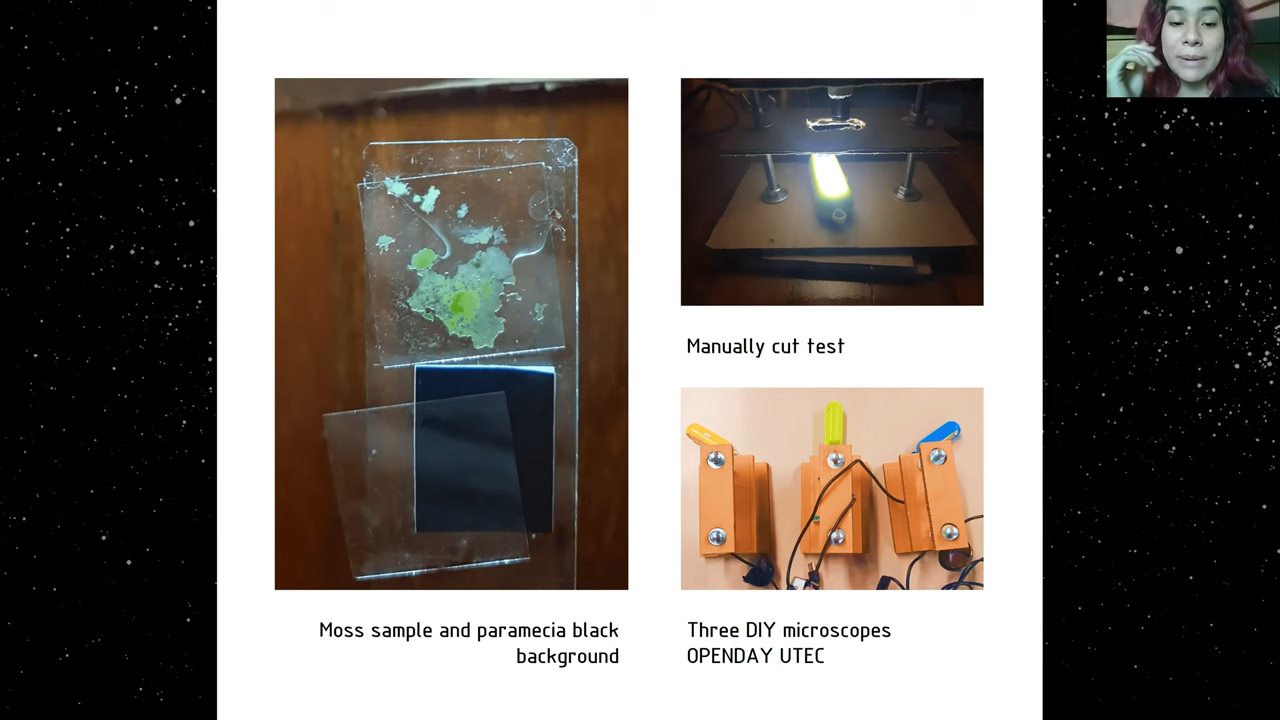 Manually cut test
Moss sample and paramecia black
background
Three DIY microscopes
OPENDAY UTEC